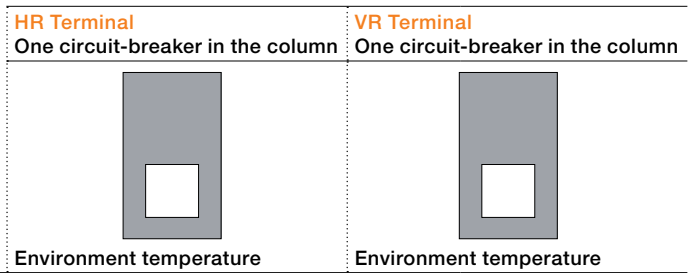 HR Terminal
One circuit-breaker in the column
Environment temperature
VR Terminal
One circuit-breaker in the column
Environment temperature